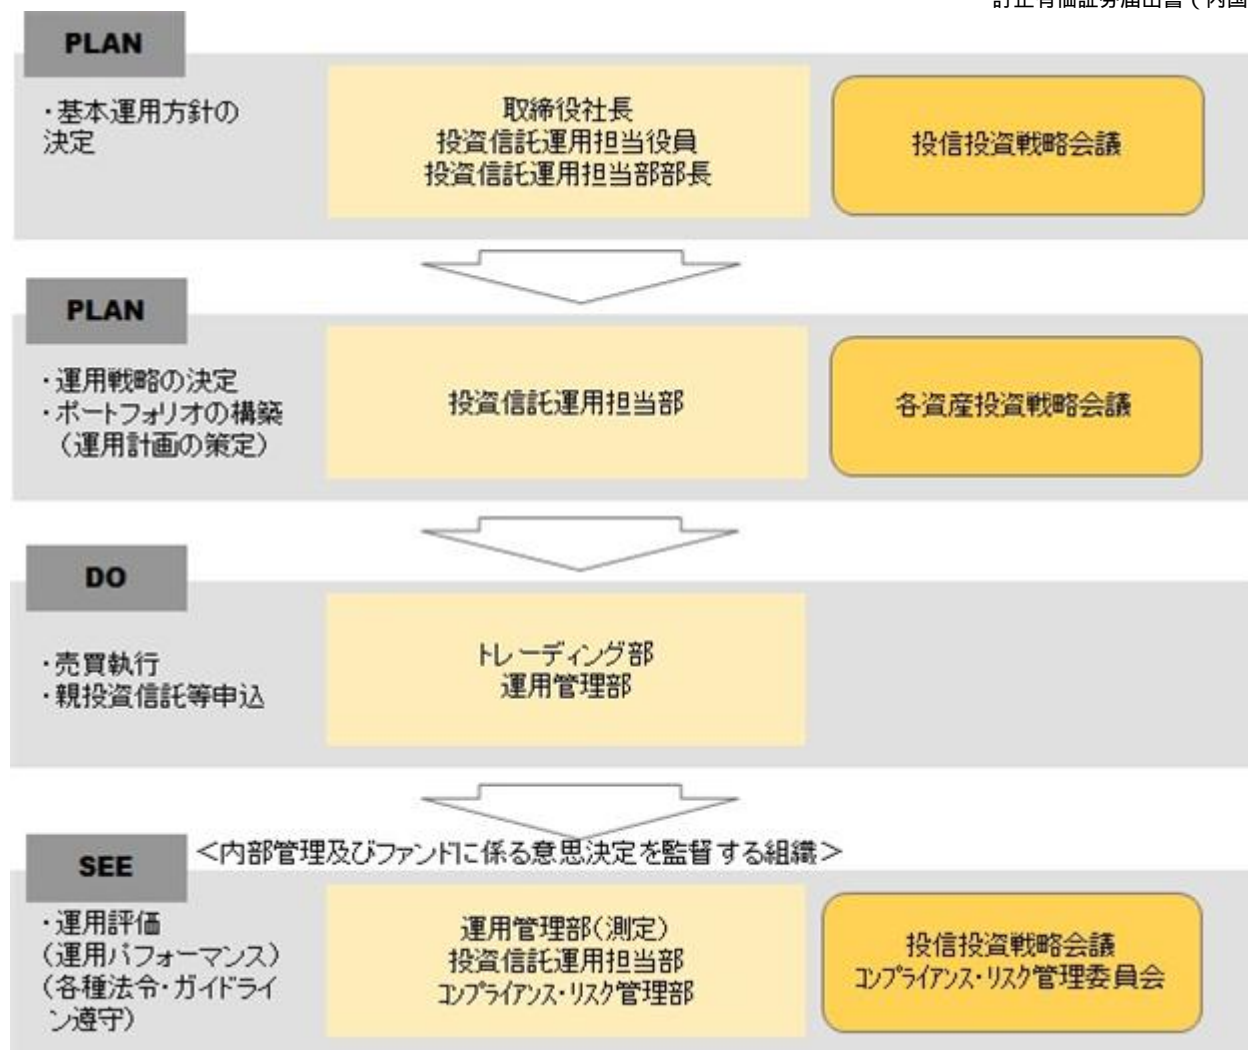 訂正有価証券届出書（内国
PLAN
・基本運用方針の
決定
取締役社長
投資信託運用担当役員
投資信託運用担当部部長
投信投資戦略会議
PLAN
・運用戦略の決定
・ポートフォリオの構築
（運用計画の策定）
投資信託運用担当部
各資産投資戦略会議
DO
・売買執行
・親投資信託等申込
トレーディング部
運用管理部
SEE
＜内部管理及びファンドに係る意思決定を監督する組織＞
・運用評価
（運用パフォーマンス）
（各種法令・ガイドライ
ン遵守）
運用管理部（測定）
投資信託運用担当部
コンプライアンス・リスク管理部
投信投資戦略会議
コンプライアンス・リスク管理委員会